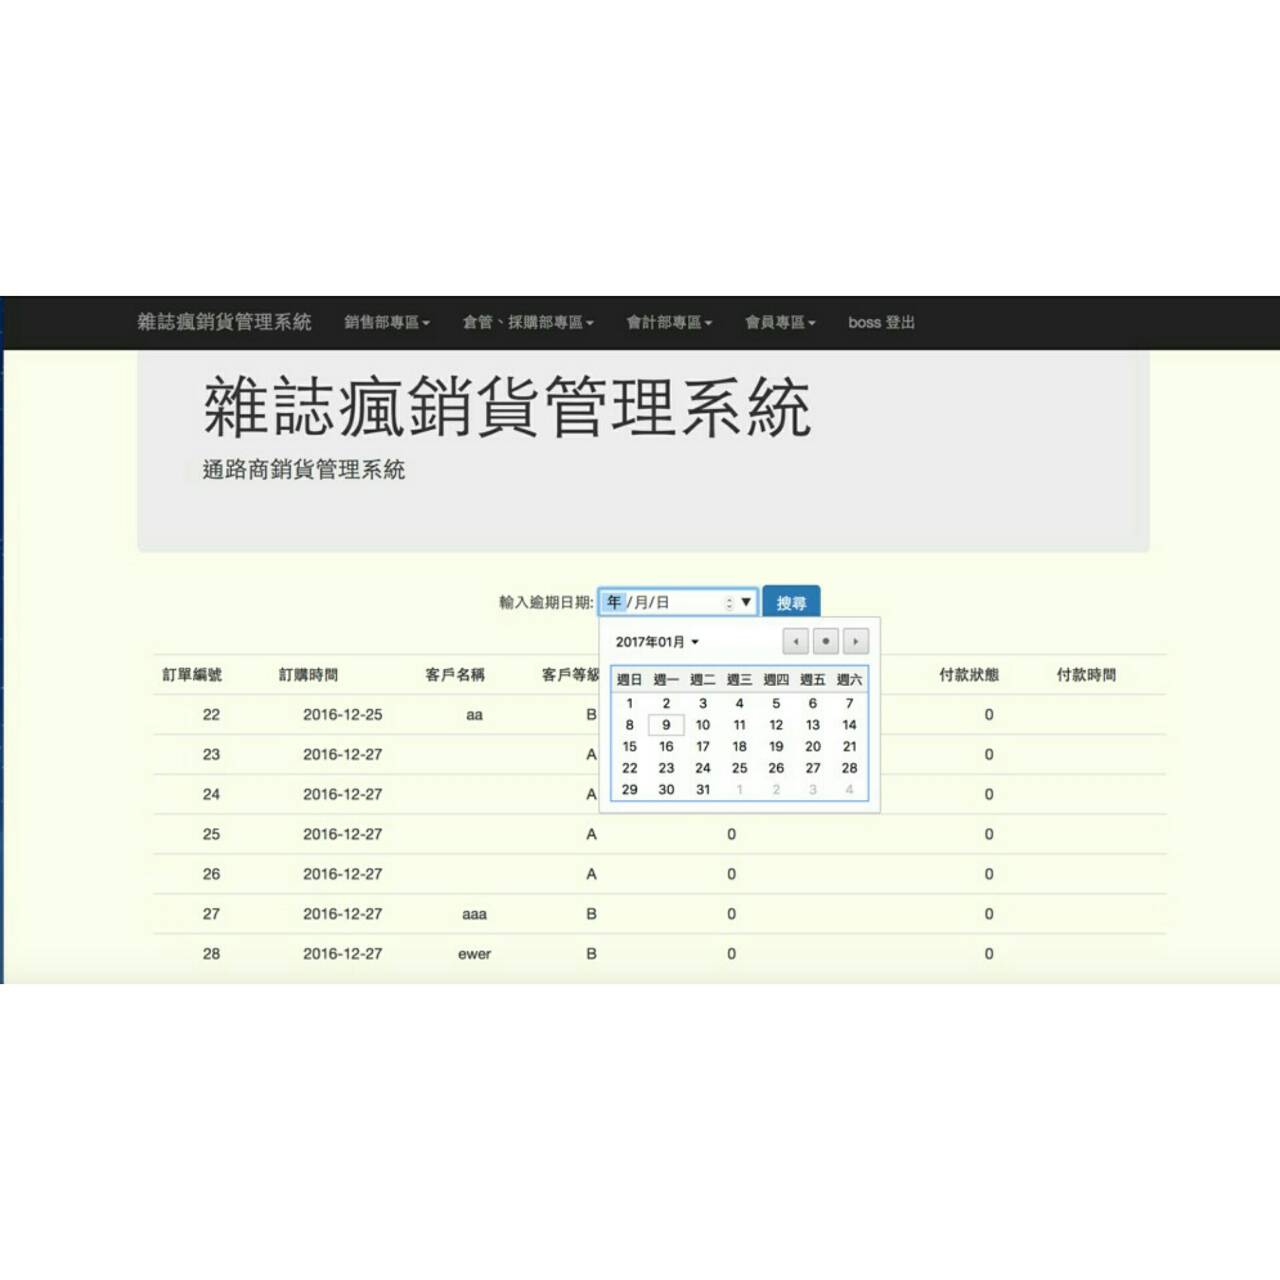 雜誌瘋銷貨管理系統 銷售部專區 倉管、採購部專區 會計部專區 會員專區 boss 登出
雜誌瘋銷貨管理系統
通路商銷貨管理系統
輸入逾期日期: 年/月/日 搜尋
2017年01月
週日 週一 週二 週三 週四 週五 週六
1 2 3 4 5 6 7
8 9 10 11 12 13 14
15 16 17 18 19 20 21
22 23 24 25 26 27 28
29 30 31 1 2 3 4
訂單編號 訂購時間 客戶名稱 客戶等級 付款狀態 付款時間
22 2016-12-25 aa B 0
23 2016-12-27 A 0
24 2016-12-27 A 0
25 2016-12-27 A 0 0
26 2016-12-27 A 0 0
27 2016-12-27 aaa B 0 0
28 2016-12-27 ewer B 0 0